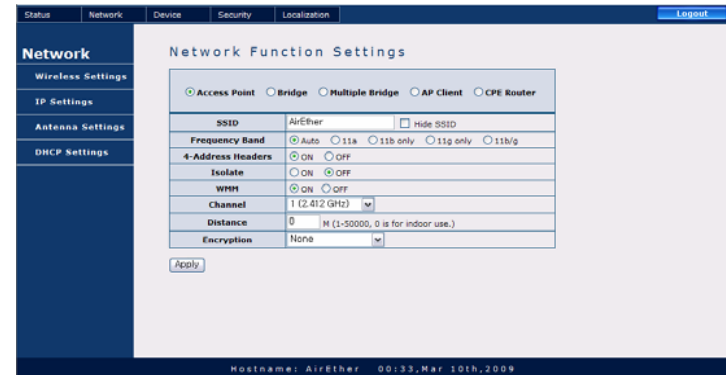 Status Network Device Security Localization Logout
Network
Wireless Settings
IP Settings
Antenna Settings
DHCP Settings
Network Function Settings
Access Point Bridge Multiple Bridge AP Client CPE Router
SSID AirEther Hide SSID
Frequency Band Auto 11a 11b only 11g only 11b/g
4-Address Headers ON OFF
Isolate ON OFF
WMM ON OFF
Channel 1 (2.412 GHz)
Distance 0 M (1-50000, 0 is for indoor use.)
Encryption None
Apply
Hostname: AirEther 00:33,Mar 10th,2009